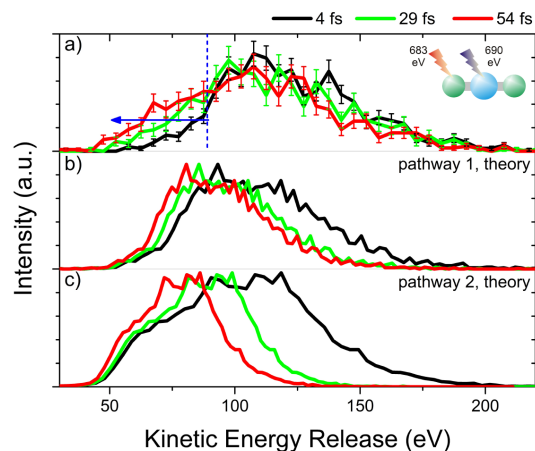 4 fs 29 fs 54 fs
a)
683 eV
690 eV
b)
pathway 1, theory
c)
pathway 2, theory
Intensity (a.u.)
50 100 150 200
Kinetic Energy Release (eV)